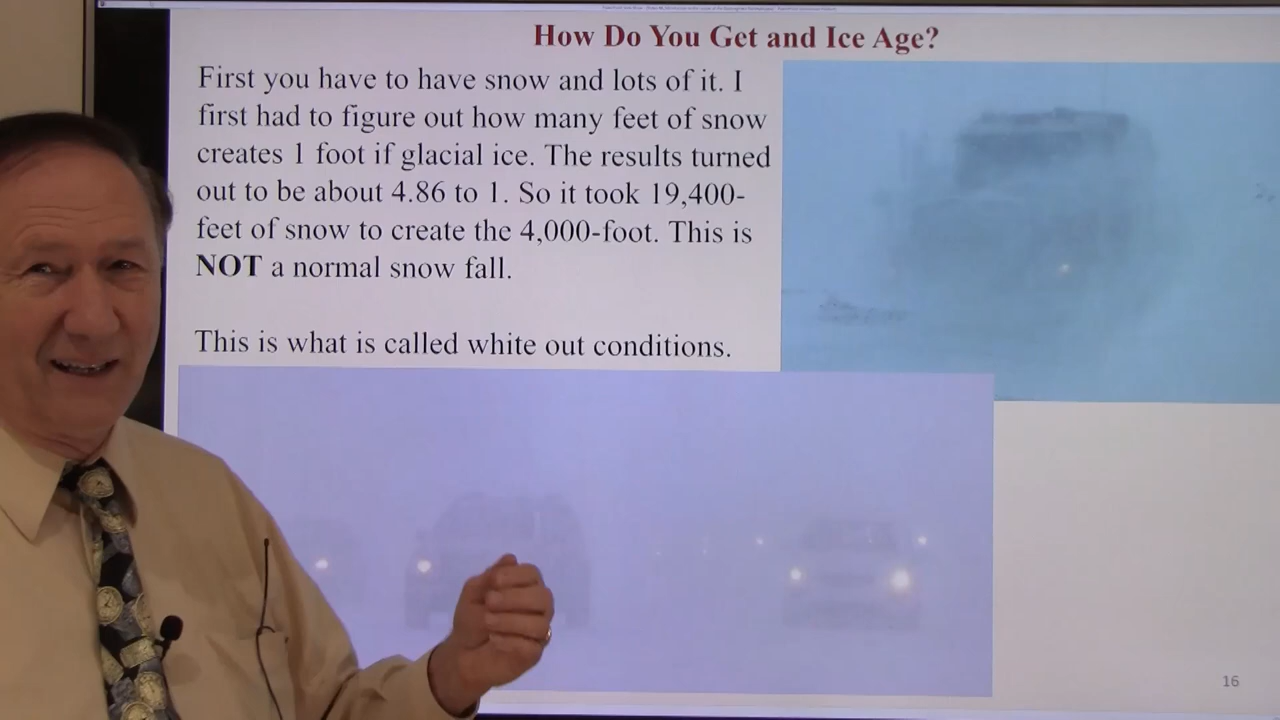 How Do You Get and Ice Age?
First you have to have snow and lots of it. I
first had to figure out how many feet of snow
creates 1 foot if glacial ice. The results turned
out to be about 4.86 to 1. So it took 19,400-
feet of snow to create the 4,000-foot. This is
NOT a normal snow fall.
This is what is called white out conditions.
16